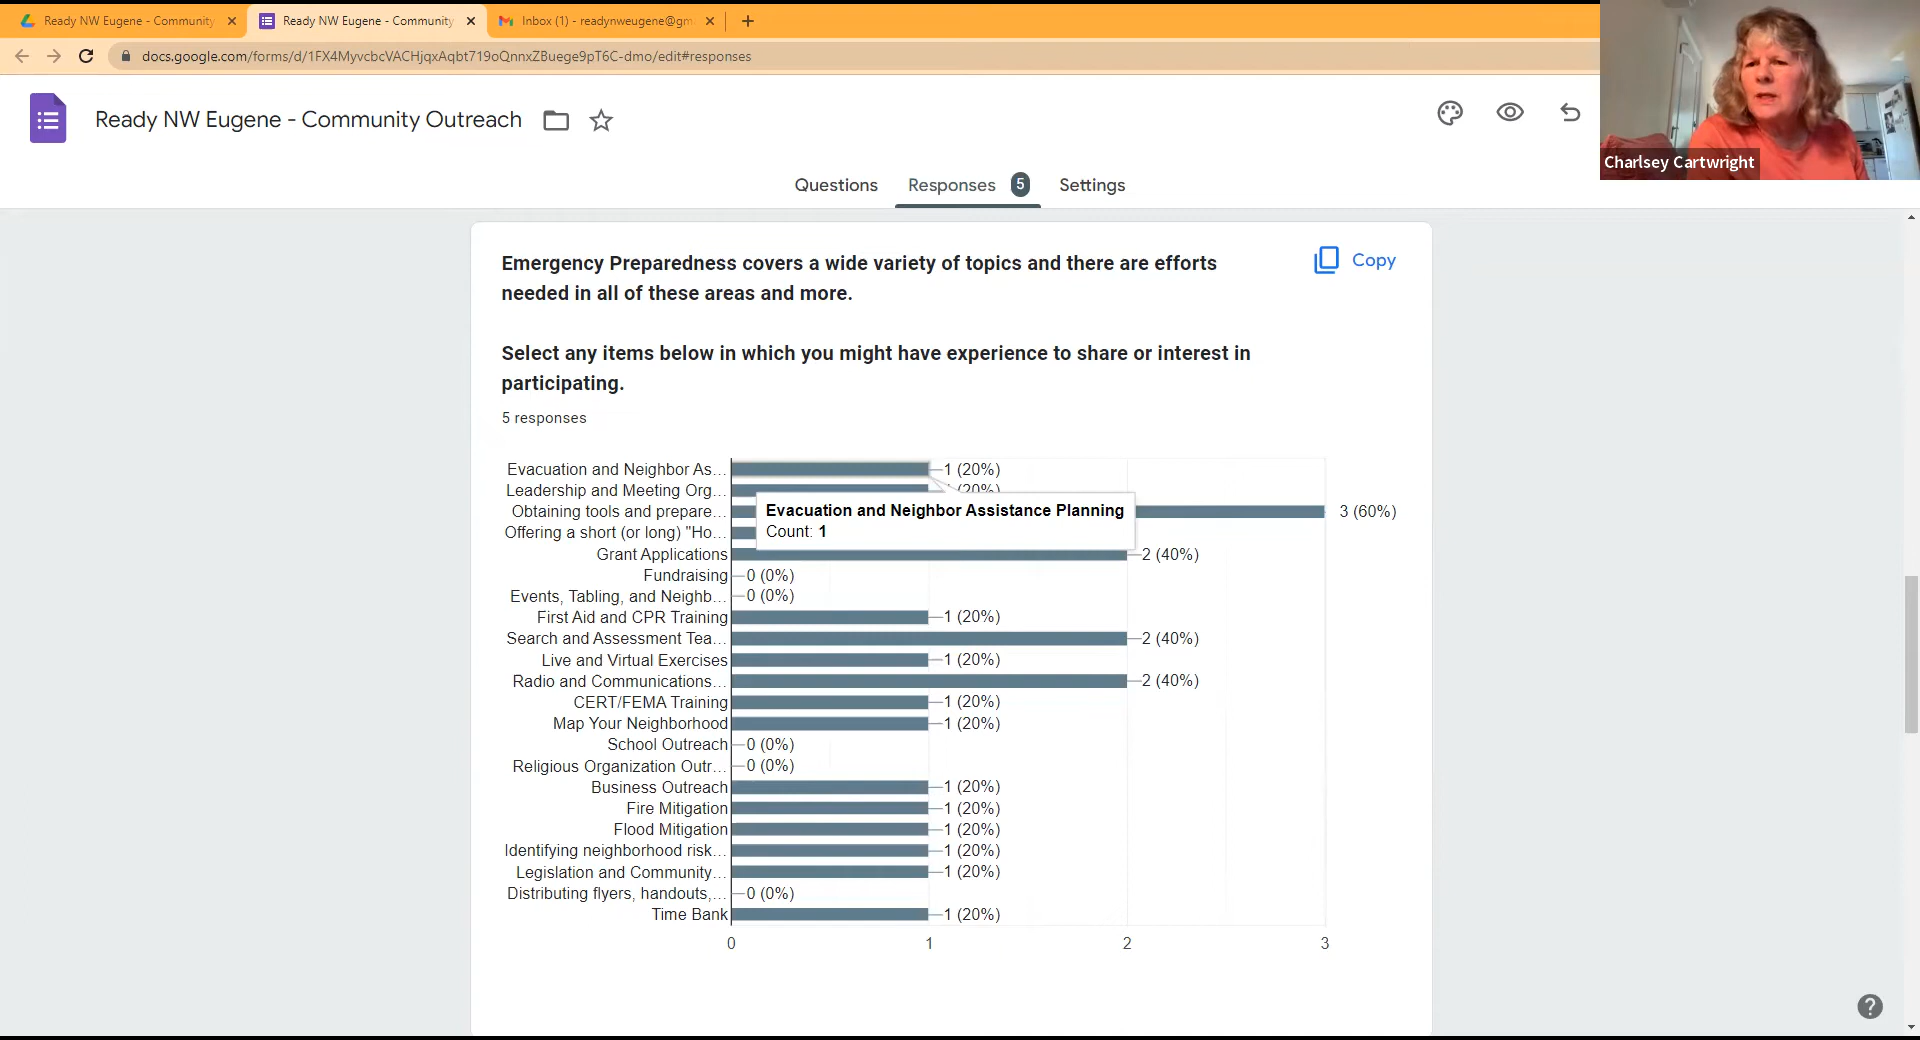 Ready NW Eugene - Community
Ready NW Eugene - Community
Inbox (1) - readynweugene@gm
docs.google.com/forms/d/1FX4MyvcbcVACHjqxAqbt719oQnnxZBuege9pT6C-dmo/edit#responses
Ready NW Eugene - Community Outreach
Charlsey Cartwright
Questions
Responses 5
Settings
Emergency Preparedness covers a wide variety of topics and there are efforts
needed in all of these areas and more.
Copy
Select any items below in which you might have experience to share or interest in
participating.
5 responses
Evacuation and Neighbor As... 1 (20%)
Leadership and Meeting Org... (20%)
Obtaining tools and prepare... 3 (60%)
Evacuation and Neighbor Assistance Planning
Count: 1
Offering a short (or long) "Ho...
Grant Applications 2 (40%)
Fundraising 0 (0%)
Events, Tabling, and Neighb... 0 (0%)
First Aid and CPR Training 1 (20%)
Search and Assessment Tea... 2 (40%)
Live and Virtual Exercises 1 (20%)
Radio and Communications... 2 (40%)
CERT/FEMA Training 1 (20%)
Map Your Neighborhood 1 (20%)
School Outreach 0 (0%)
Religious Organization Outr... 0 (0%)
Business Outreach 1 (20%)
Fire Mitigation 1 (20%)
Flood Mitigation 1 (20%)
Identifying neighborhood risk... 1 (20%)
Legislation and Community... 1 (20%)
Distributing flyers, handouts,... 0 (0%)
Time Bank 1 (20%)
0 1 2 3